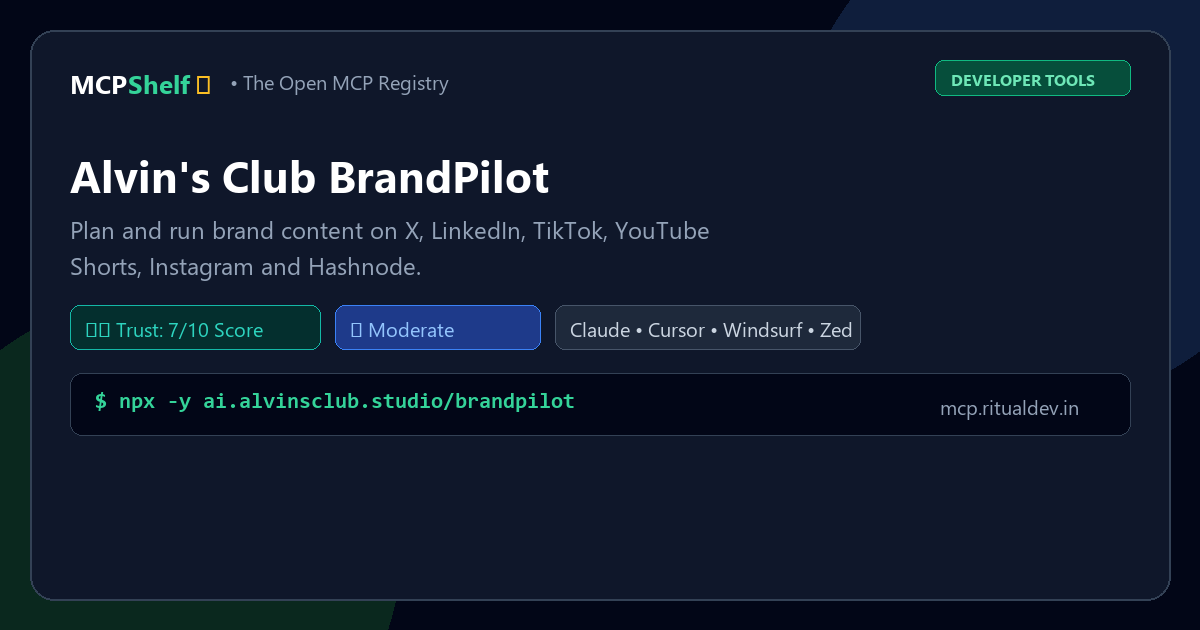 MCPShelf • The Open MCP Registry
DEVELOPER TOOLS
Alvin's Club BrandPilot
Plan and run brand content on X, LinkedIn, TikTok, YouTube
Shorts, Instagram and Hashnode.
Trust: 7/10 Score
Moderate
Claude • Cursor • Windsurf • Zed
$ npx -y ai.alvinsclub.studio/brandpilot
mcp.ritualdev.in